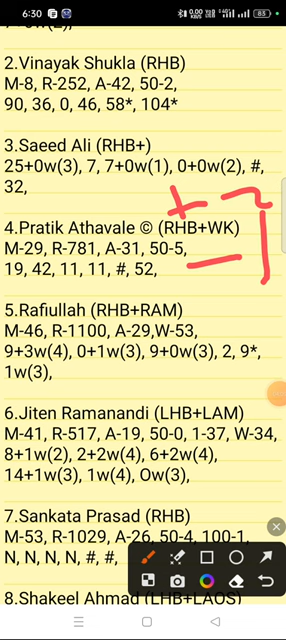 6:30
0.00 KB/S
83
2.Vinayak Shukla (RHB)
M-8, R-252, A-42, 50-2,
90, 36, 0, 46, 58*, 104*
3.Saeed Ali (RHB+)
25+0w(3), 7, 7+0w(1), 0+0w(2), #,
32,
4.Pratik Athavale © (RHB+WK)
M-29, R-781, A-31, 50-5,
19, 42, 11, 11, #, 52,
5.Rafiullah (RHB+RAM)
M-46, R-1100, A-29,W-53,
9+3w(4), 0+1w(3), 9+0w(3), 2, 9*,
1w(3),
6.Jiten Ramanandi (LHB+LAM)
M-41, R-517, A-19, 50-0, 1-37, W-34,
8+1w(2), 2+2w(4), 6+2w(4),
14+1w(3), 1w(4), Ow(3),
7.Sankata Prasad (RHB)
M-53, R-1029, A-26, 50-4, 100-1,
N, N, N, N, #, #,
8.Shakeel Ahmad (LHB+LAOS)